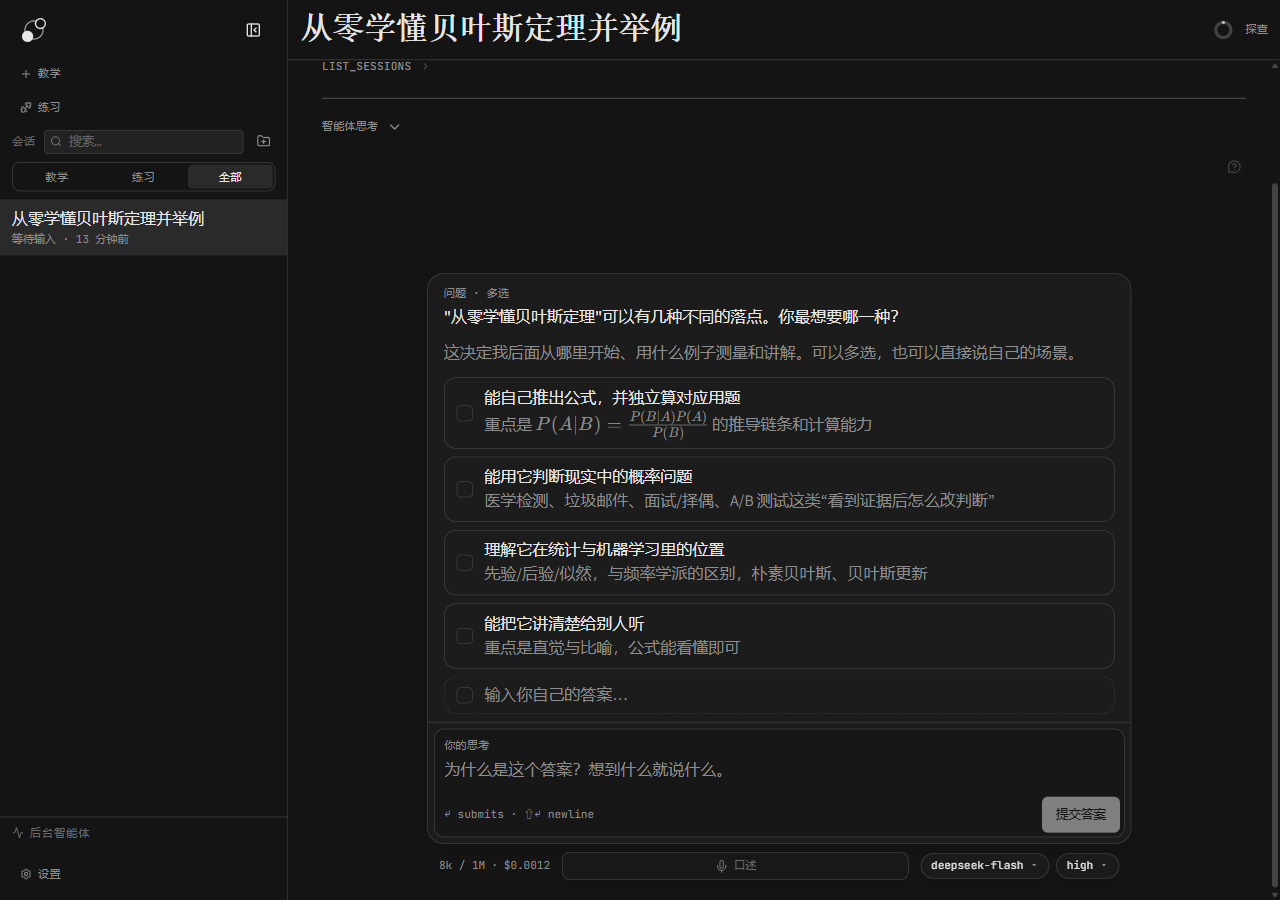 从零学懂贝叶斯定理并举例
探查
教学
练习
会话
搜索…
教学 练习 全部
从零学懂贝叶斯定理并举例
等待输入 · 13 分钟前
后台智能体
设置
LIST_SESSIONS
智能体思考
问题 · 多选
"从零学懂贝叶斯定理"可以有几种不同的落点。你最想要哪一种?
这决定我后面从哪里开始、用什么例子测量和讲解。可以多选，也可以直接说自己的场景。
能自己推出公式，并独立算对应用题
重点是 P(A|B) = P(B|A)P(A)/P(B) 的推导链条和计算能力
能用它判断现实中的概率问题
医学检测、垃圾邮件、面试/择偶、A/B 测试这类“看到证据后怎么改判断”
理解它在统计与机器学习里的位置
先验/后验/似然，与频率学派的区别，朴素贝叶斯、贝叶斯更新
能把它讲清楚给别人听
重点是直觉与比喻，公式能看懂即可
输入你自己的答案…
你的思考
为什么是这个答案？想到什么就说什么。
↵ submits · ⇧↵ newline
提交答案
8k / 1M · $0.0012
口述
deepseek-flash
high